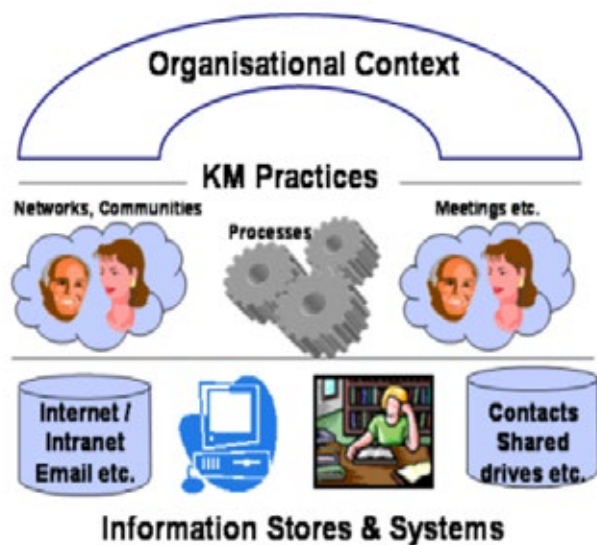 Organisational Context
KM Practices
Networks, Communities
Processes
Meetings etc.
Internet /
Intranet
Email etc.
Contacts
Shared
drives etc.
Information Stores & Systems